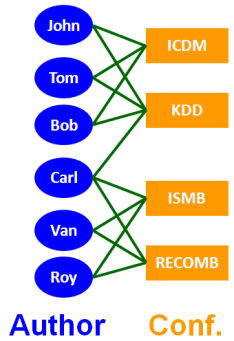 John
ICDM
Tom
KDD
Bob
Carl
ISMB
Van
RECOMB
Roy
Author Conf.